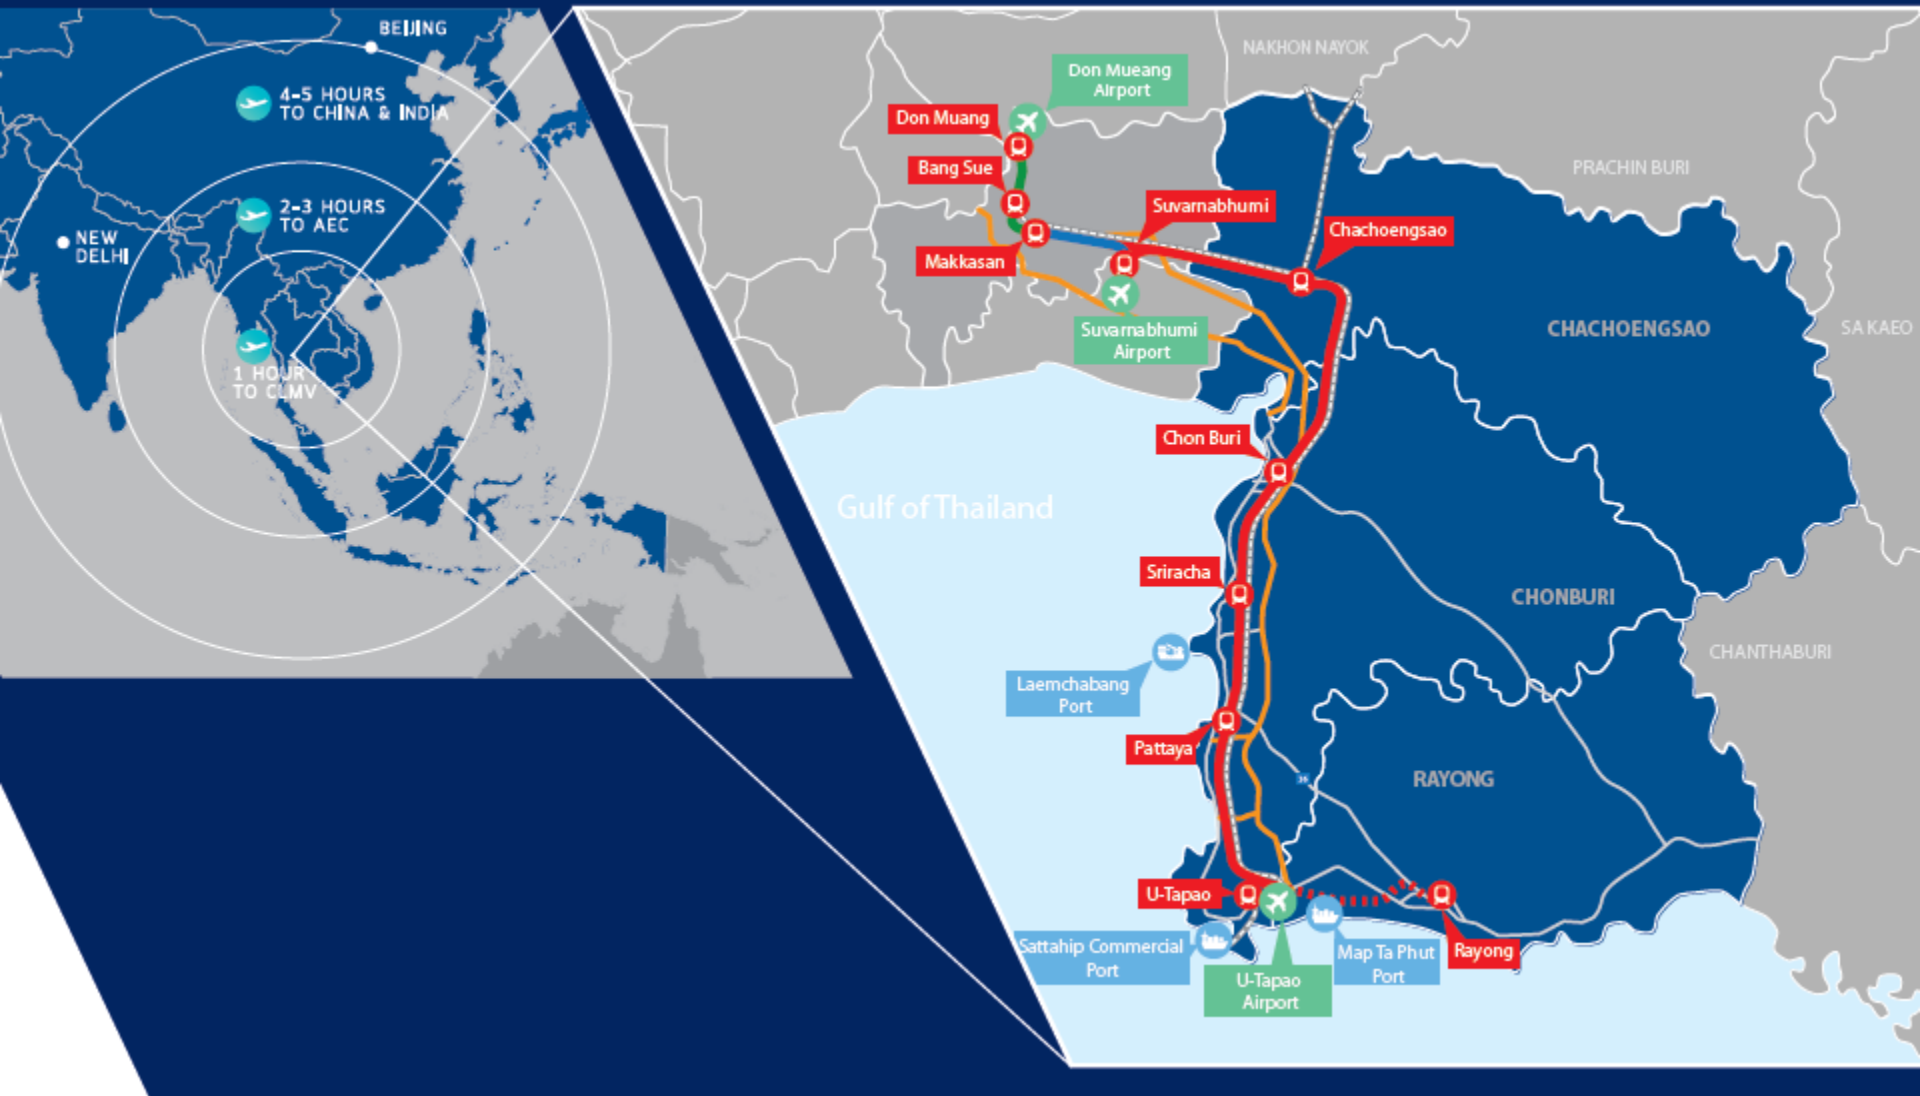 BEIJING
4-5 HOURS
TO CHINA & INDIA
2-3 HOURS
TO AEC
NEW
DELHI
1 HOUR
TO CLMV
NAKHON NAYOK
Don Mueang
Airport
Don Muang
Bang Sue
PRACHIN BURI
Suvarnabhumi
Chachoengsao
Makkasan
Suvarnabhumi
Airport
CHACHOENGSAO
SA KAEO
Chon Buri
Gulf of Thailand
Sriracha
CHONBURI
CHANTHABURI
Laemchabang
Port
Pattaya
RAYONG
36
U-Tapao
Sattahip Commercial
Port
U-Tapao
Airport
Map Ta Phut
Port
Rayong